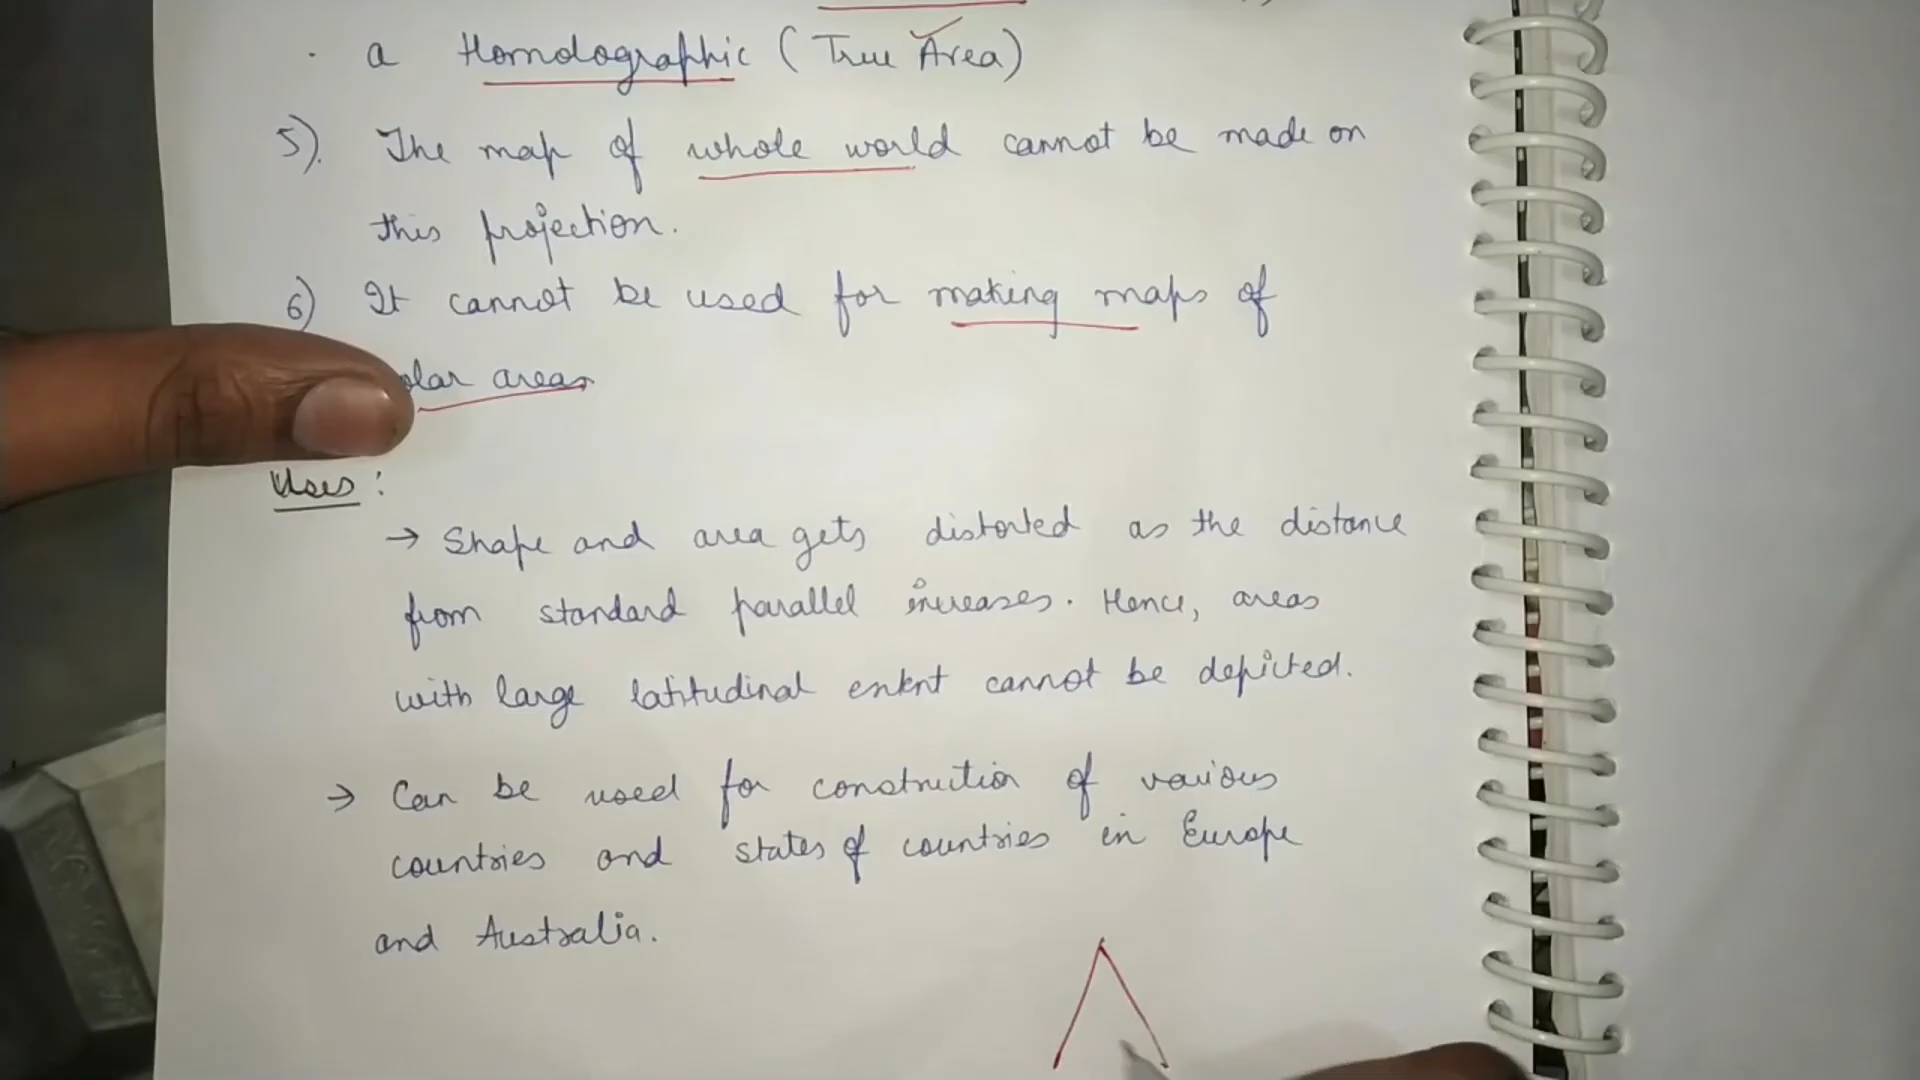 a Homolographic (True Area)
5). The map of whole world cannot be made on
this projection.
6) It cannot be used for making maps of
olar areas
Uses :
→ Shape and area gets distorted as the distance
from standard parallel increases. Hence, areas
with large latitudinal extent cannot be depicted.
→ Can be used for construction of various
countries and states of countries in Europe
and Australia.